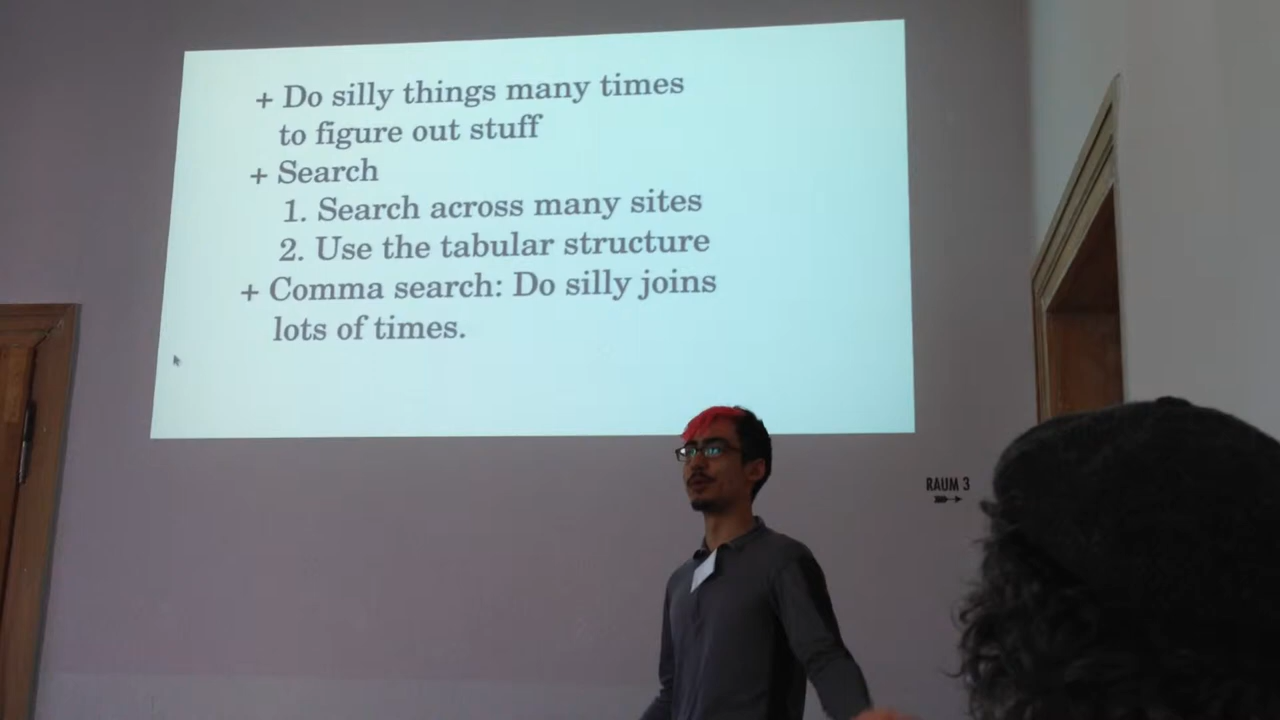 + Do silly things many times
to figure out stuff
+ Search
1. Search across many sites
2. Use the tabular structure
+ Comma search: Do silly joins
lots of times.
RAUM 3